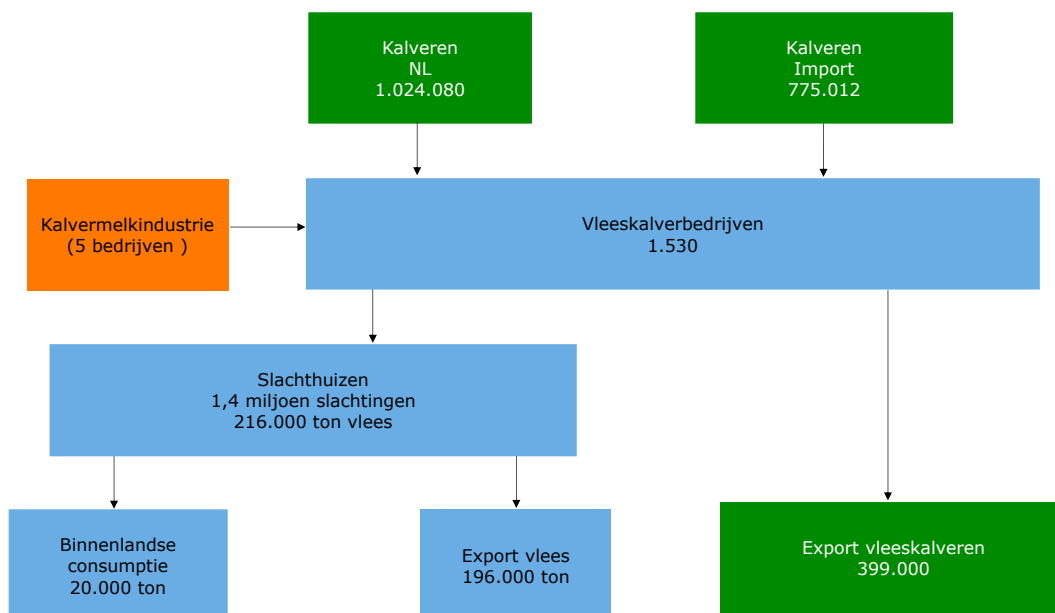 Kalveren
NL
1.024.080
Kalveren
Import
775.012
Kalvermelkindustrie
(5 bedrijven )
Vleeskalverbedrijven
1.530
Slachthuizen
1,4 miljoen slachtingen
216.000 ton vlees
Binnenlandse
consumptie
20.000 ton
Export vlees
196.000 ton
Export vleeskalveren
399.000